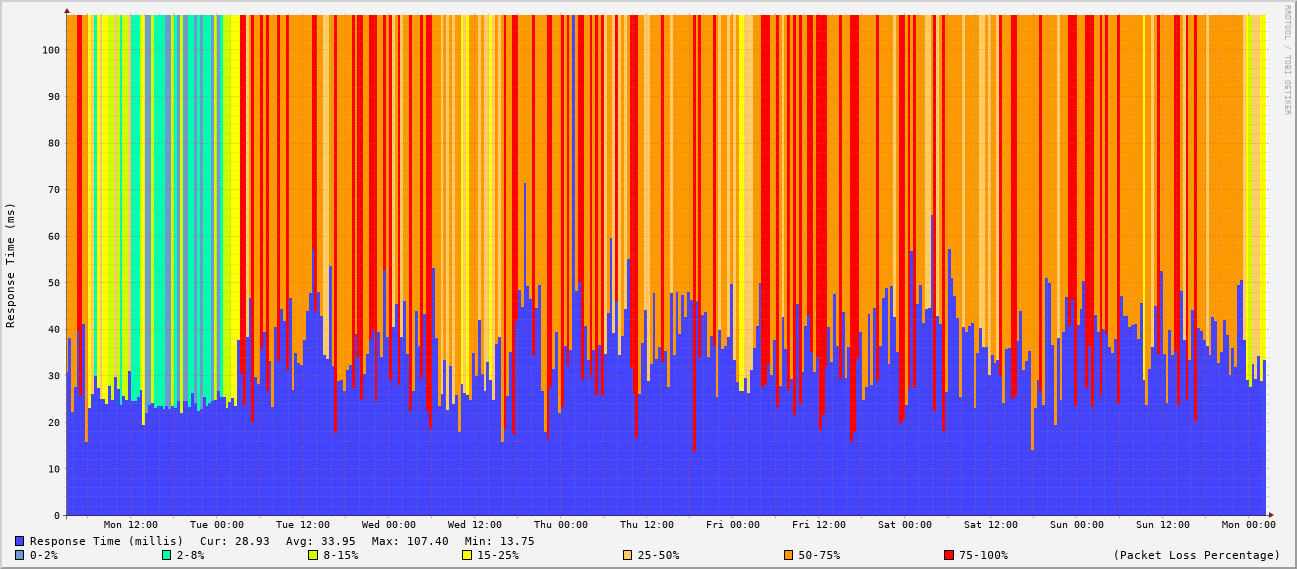 RRDTOOL / TOBI OETIKER
Response Time (ms)
100
90
80
70
60
50
40
30
20
10
0
Mon 12:00 Tue 00:00 Tue 12:00 Wed 00:00 Wed 12:00 Thu 00:00 Thu 12:00 Fri 00:00 Fri 12:00 Sat 00:00 Sat 12:00 Sun 00:00 Sun 12:00 Mon 00:00
Response Time (millis) Cur: 28.93 Avg: 33.95 Max: 107.40 Min: 13.75
0-2% 2-8% 8-15% 15-25% 25-50% 50-75% 75-100% (Packet Loss Percentage)